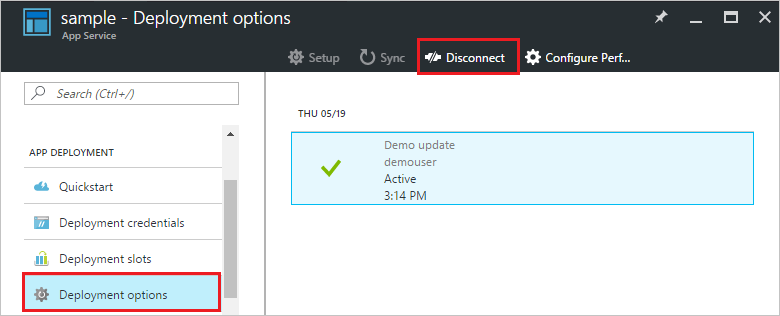 sample - Deployment options
App Service
Setup
Sync
Disconnect
Configure Perf...
Search (Ctrl+/)
APP DEPLOYMENT
Quickstart
Deployment credentials
Deployment slots
Deployment options
THU 05/19
Demo update
demouser
Active
3:14 PM